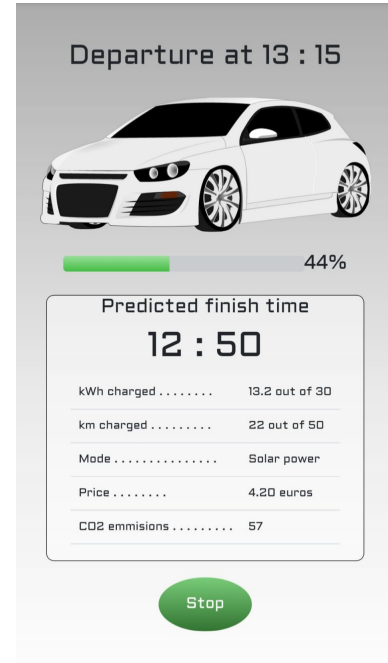 Departure at 13 : 15
44%
Predicted finish time
12 : 50
kWh charged ........ 13.2 out of 30
km charged ......... 22 out of 50
Mode ............... Solar power
Price ........ 4.20 euros
CO2 emmisions ......... 57
Stop